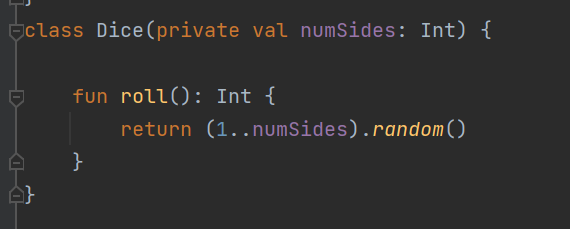 }
class Dice(private val numSides: Int) {
fun roll(): Int {
return (1..numSides).random()
}
}